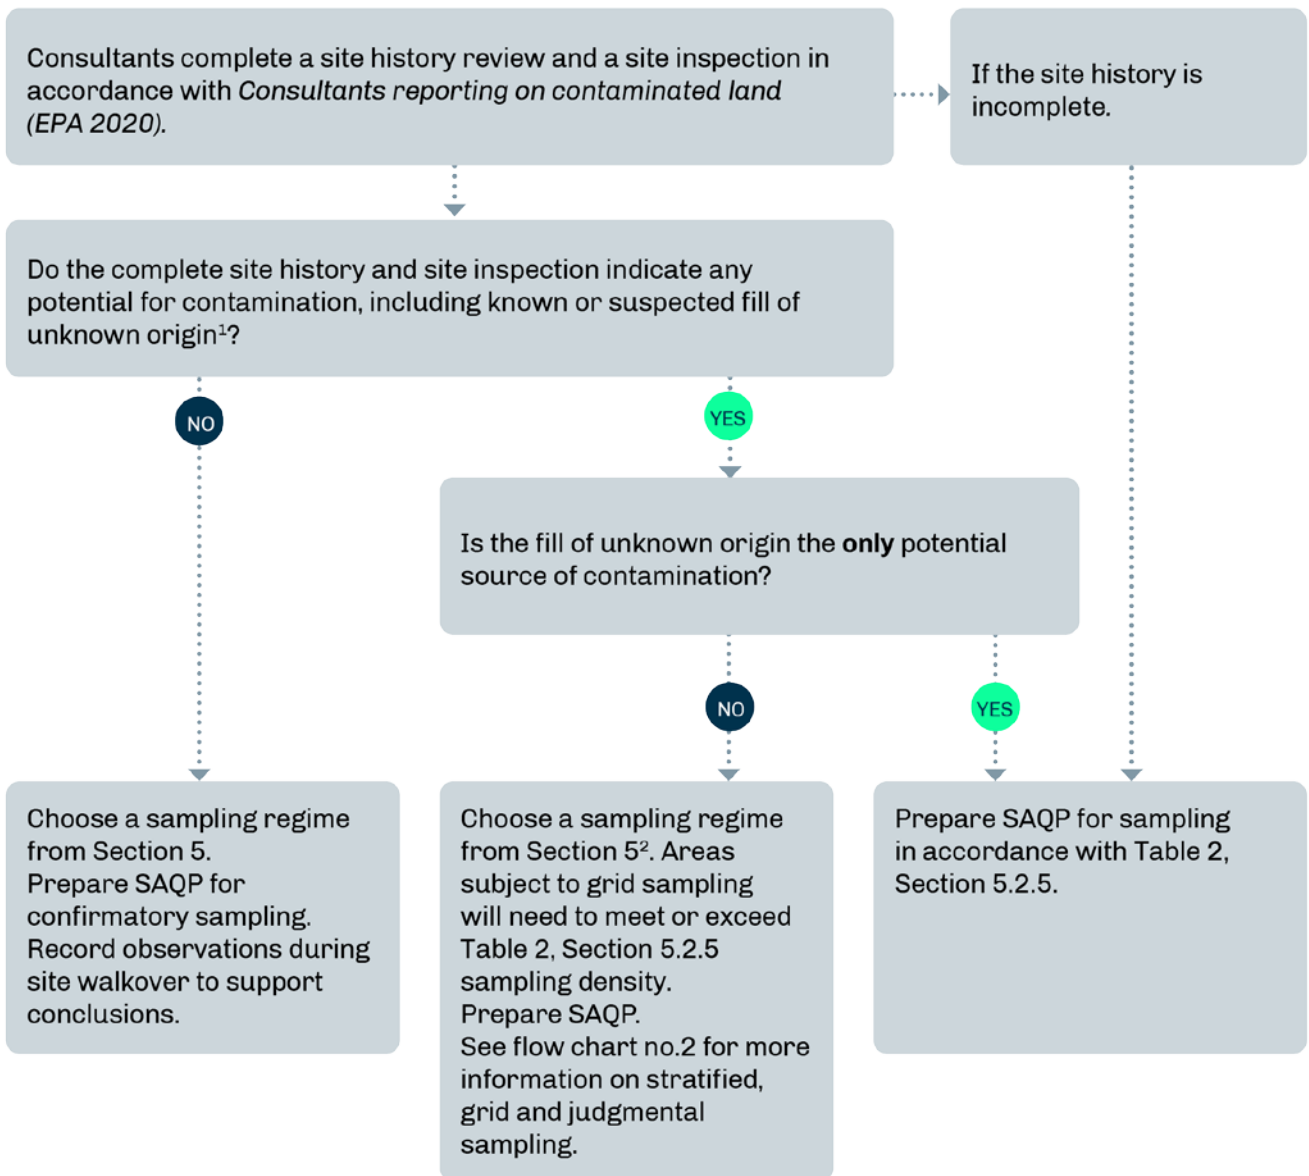 Consultants complete a site history review and a site inspection in
accordance with Consultants reporting on contaminated land
(EPA 2020).
If the site history is
incomplete.
Do the complete site history and site inspection indicate any
potential for contamination, including known or suspected fill of
unknown origin¹?
NO
YES
Is the fill of unknown origin the only potential
source of contamination?
NO
YES
Choose a sampling regime
from Section 5.
Prepare SAQP for
confirmatory sampling.
Record observations during
site walkover to support
conclusions.
Choose a sampling regime
from Section 5². Areas
subject to grid sampling
will need to meet or exceed
Table 2, Section 5.2.5
sampling density.
Prepare SAQP.
See flow chart no.2 for more
information on stratified,
grid and judgmental
sampling.
Prepare SAQP for sampling
in accordance with Table 2,
Section 5.2.5.